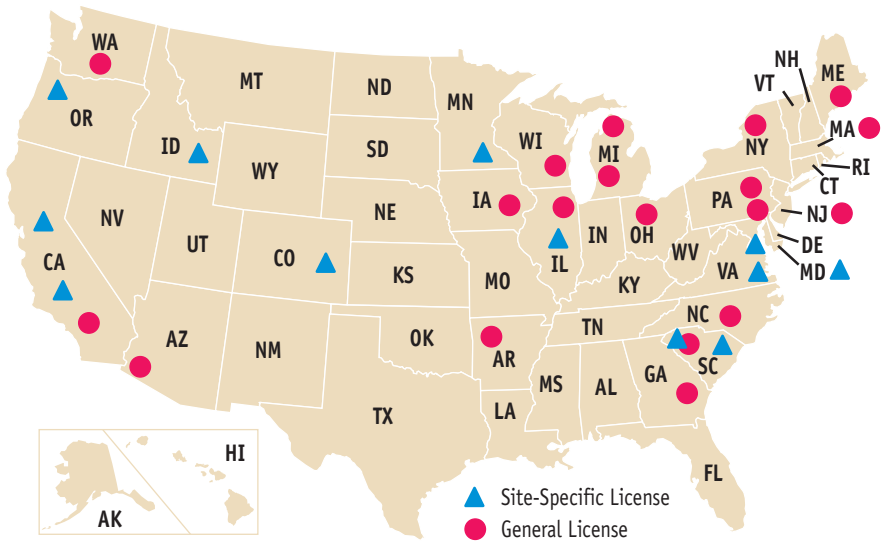 WA
OR
CA
NV
ID
MT
WY
UT
AZ
CO
NM
ND
SD
NE
KS
OK
TX
MN
IA
MO
AR
LA
WI
IL
MI
IN
OH
KY
TN
MS
AL
GA
FL
SC
NC
VA
WV
PA
NY
VT
NH
ME
MA
RI
CT
NJ
DE
MD
AK
HI
Site-Specific License
General License